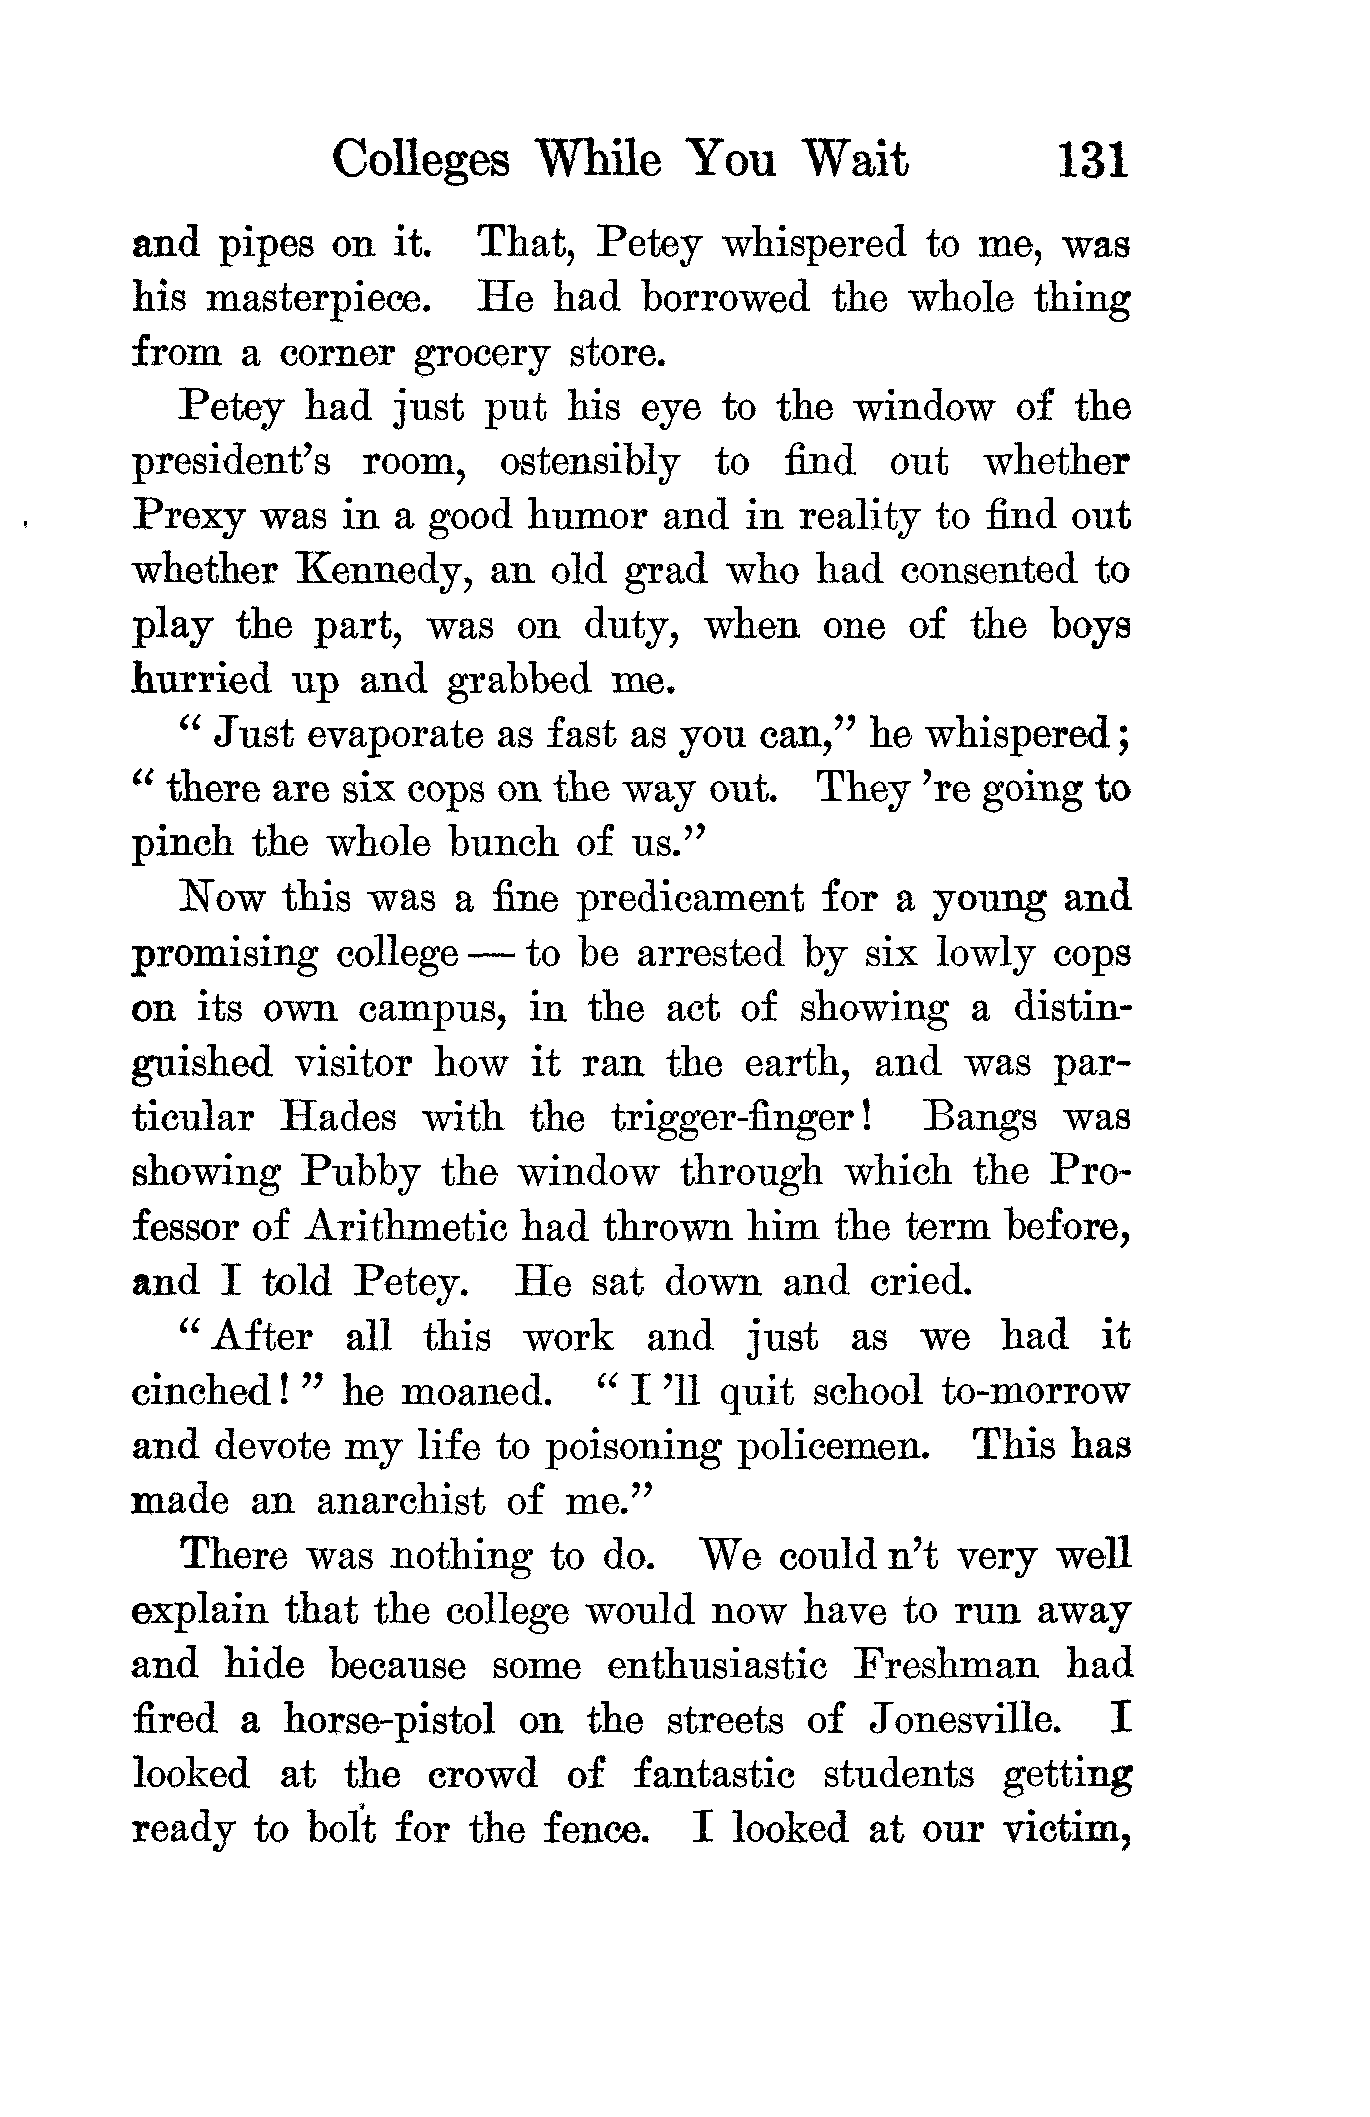 Colleges While You Wait 131
and pipes on it. That, Petey whispered to me, was
his masterpiece. He had borrowed the whole thing
from a corner grocery store.
Petey had just put his eye to the window of the
president's room, ostensibly to find out whether
Prexy was in a good humor and in reality to find out
whether Kennedy, an old grad who had consented to
play the part, was on duty, when one of the boys
hurried up and grabbed me.
“ Just evaporate as fast as you can,” he whispered ;
“ there are six cops on the way out. They 're going to
pinch the whole bunch of us.”
Now this was a fine predicament for a young and
promising college — to be arrested by six lowly cops
on its own campus, in the act of showing a distin-
guished visitor how it ran the earth, and was par-
ticular Hades with the trigger-finger! Bangs was
showing Pubby the window through which the Pro-
fessor of Arithmetic had thrown him the term before,
and I told Petey. He sat down and cried.
“ After all this work and just as we had it
cinched! ” he moaned. “ I 'll quit school to-morrow
and devote my life to poisoning policemen. This has
made an anarchist of me.”
There was nothing to do. We could n't very well
explain that the college would now have to run away
and hide because some enthusiastic Freshman had
fired a horse-pistol on the streets of Jonesville. I
looked at the crowd of fantastic students getting
ready to bolt for the fence. I looked at our victim,